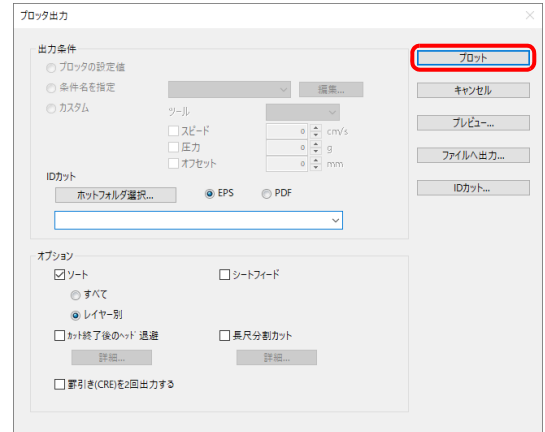 プロッタ出力
出力条件
プロッタの設定値
条件名を指定
編集...
カスタム
ツール
スピード
0 cm/s
圧力
0 g
オフセット
0 mm
IDカット
ホットフォルダ選択...
EPS
PDF
オプション
ソート
シートフィード
すべて
レイヤー別
カット終了後のヘッド退避
長尺分割カット
詳細...
詳細...
罫引き(CRE)を2回出力する
プロット
キャンセル
プレビュー...
ファイルへ出力...
IDカット...